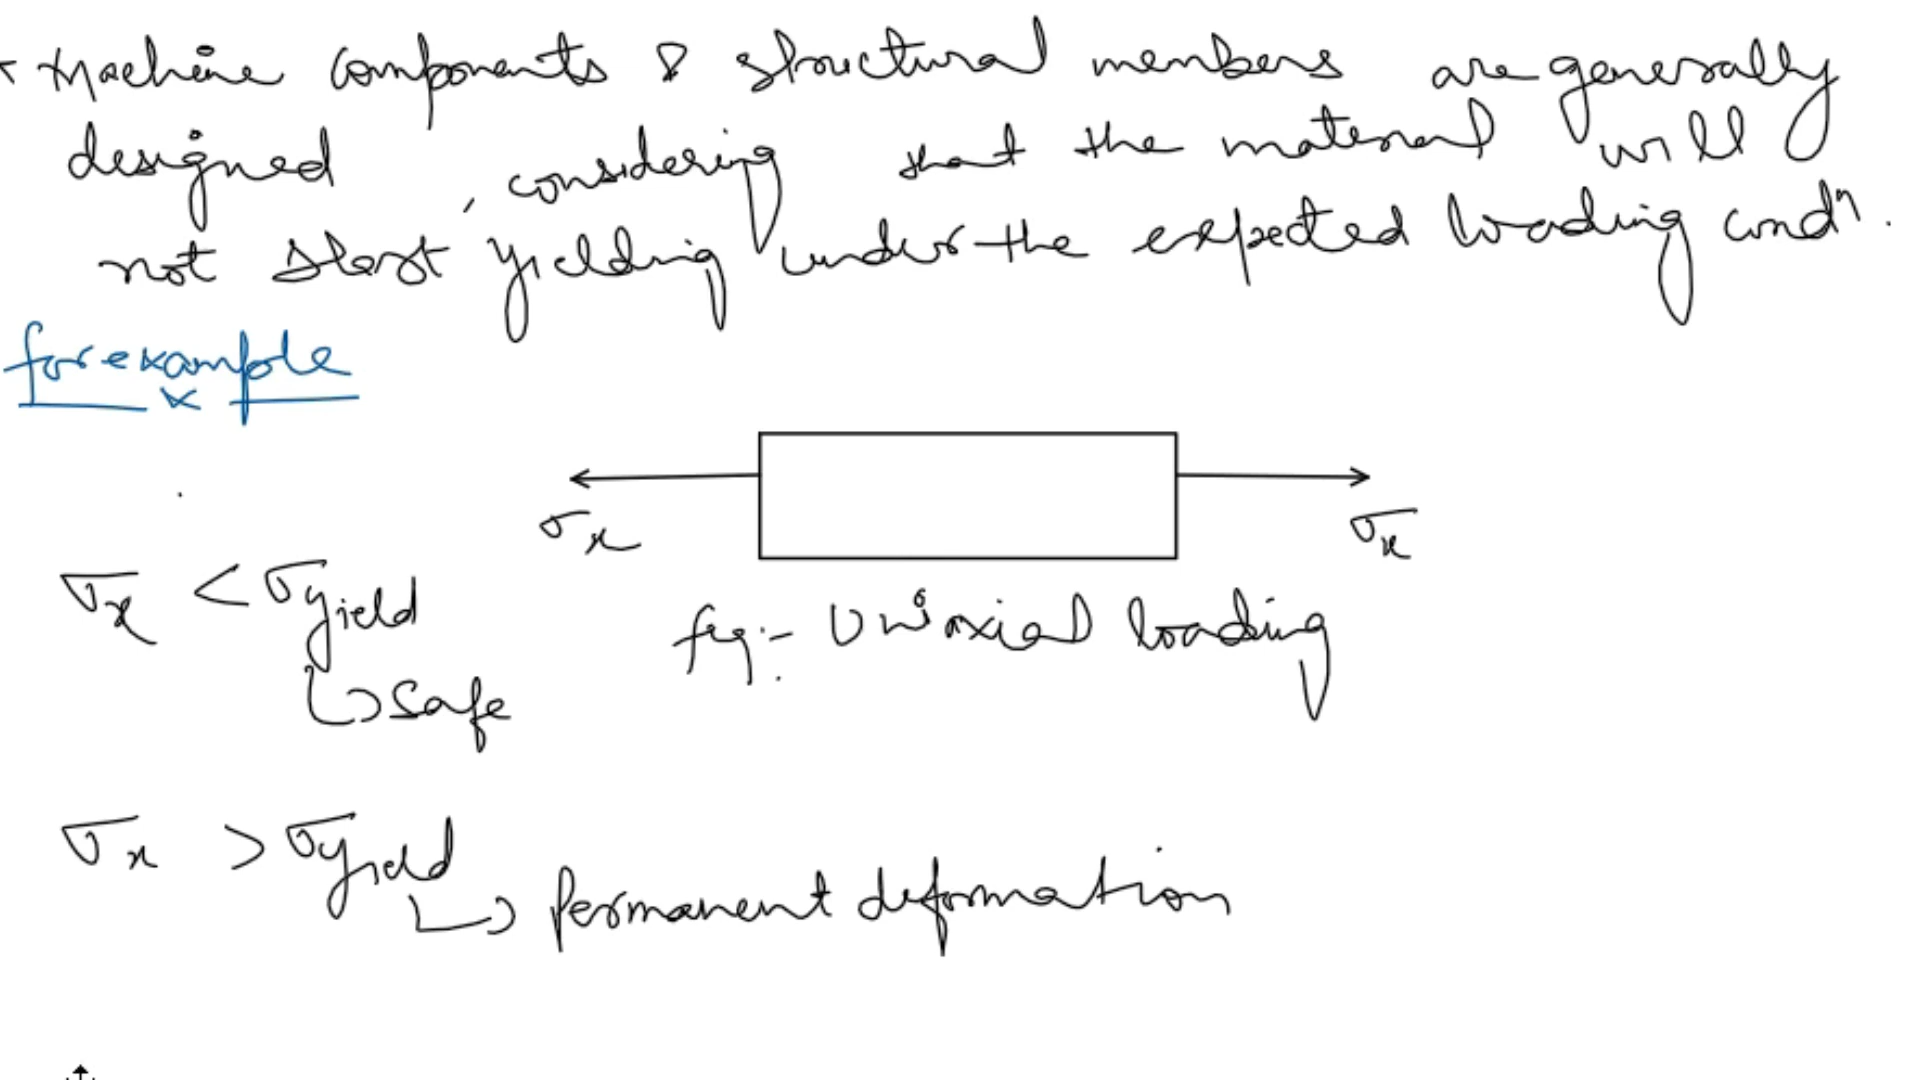 * Machine components & structural members are generally
designed, considering that the material will
not start yielding under the expected loading condⁿ.
for example
σx σx
σx < σyield
↳ safe
fig:- Uniaxial loading
σx > σyield
↳ Permanent deformation